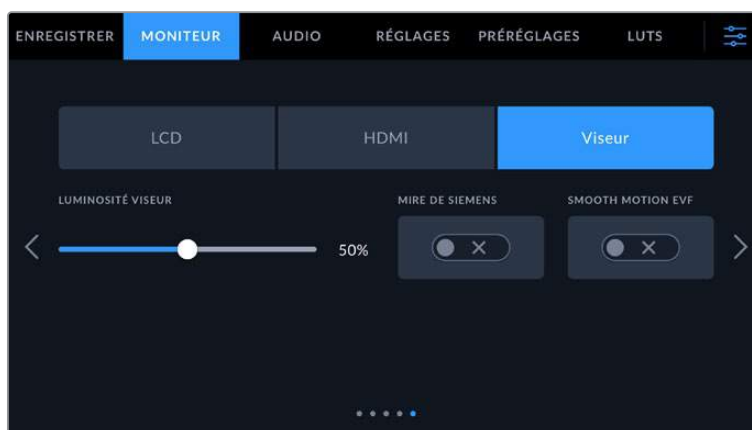 ENREGISTRER MONITEUR AUDIO RÉGLAGES PRÉRÉGLAGES LUTS
LCD HDMI Viseur
LUMINOSITÉ VISEUR MIRE DE SIEMENS SMOOTH MOTION EVF
50%